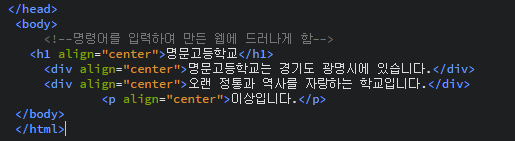 </head>
<body>
<!--명령어를 입력하여 만든 웹에 드러나게 함-->
<h1 align="center">명문고등학교</h1>
<div align="center">명문고등학교는 경기도 광명시에 있습니다.</div>
<div align="center">오랜 정통과 역사를 자랑하는 학교입니다.</div>
<p align="center">이상입니다.</p>
</body>
</html>